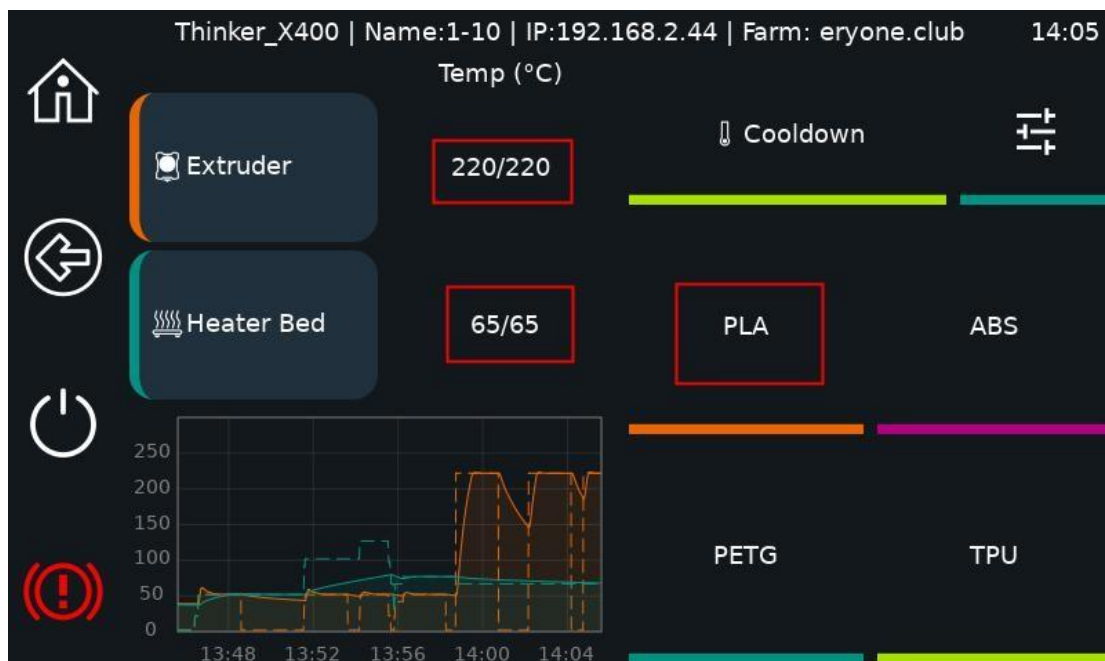 Thinker_X400 | Name:1-10 | IP:192.168.2.44 | Farm: eryone.club 14:05
Temp (°C)
Extruder 220/220 Cooldown
Heater Bed 65/65 PLA ABS
250
200
150
100
50
0
13:48 13:52 13:56 14:00 14:04
PETG TPU